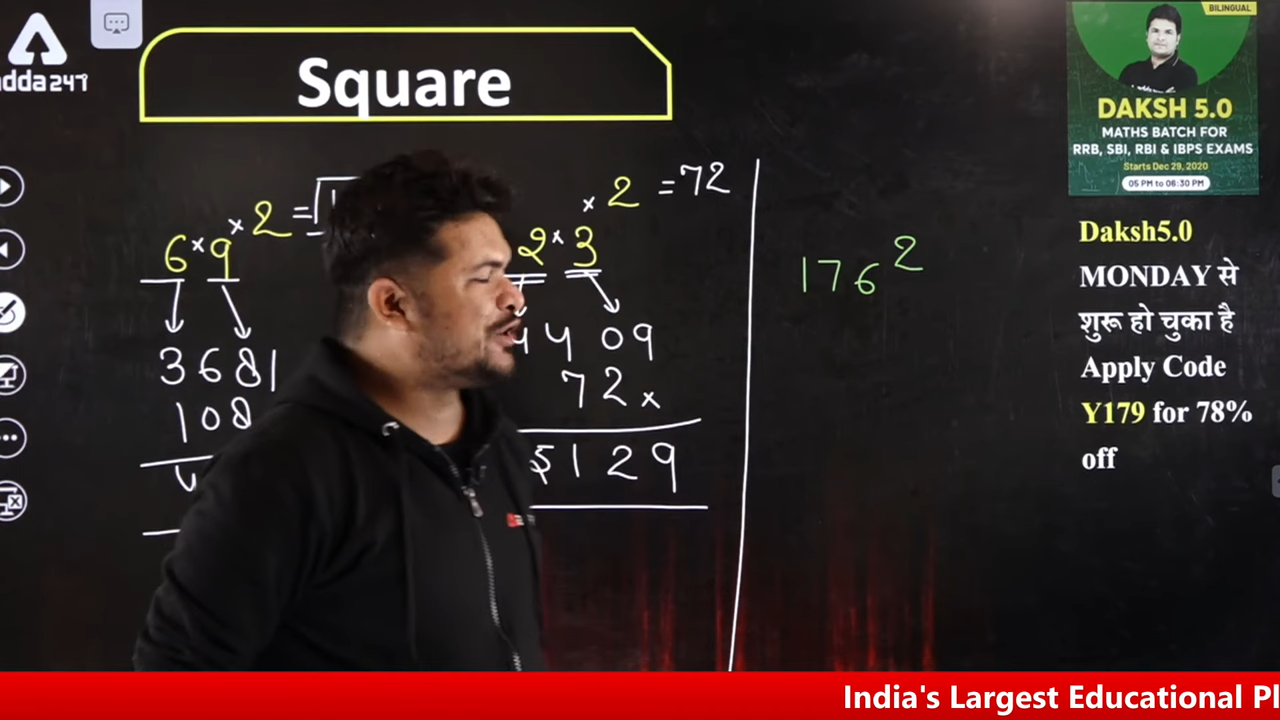 adda247
Square
6 × 9 × 2 =
3681
108
2 × 3 × 2 = 72
4409
72×
5129
176²
BILINGUAL
DAKSH 5.0
MATHS BATCH FOR
RRB, SBI, RBI & IBPS EXAMS
Starts Dec 29, 2020
05 PM to 06:30 PM
Daksh5.0
MONDAY से
शुरू हो चुका है
Apply Code
Y179 for 78%
off
India's Largest Educational Pl